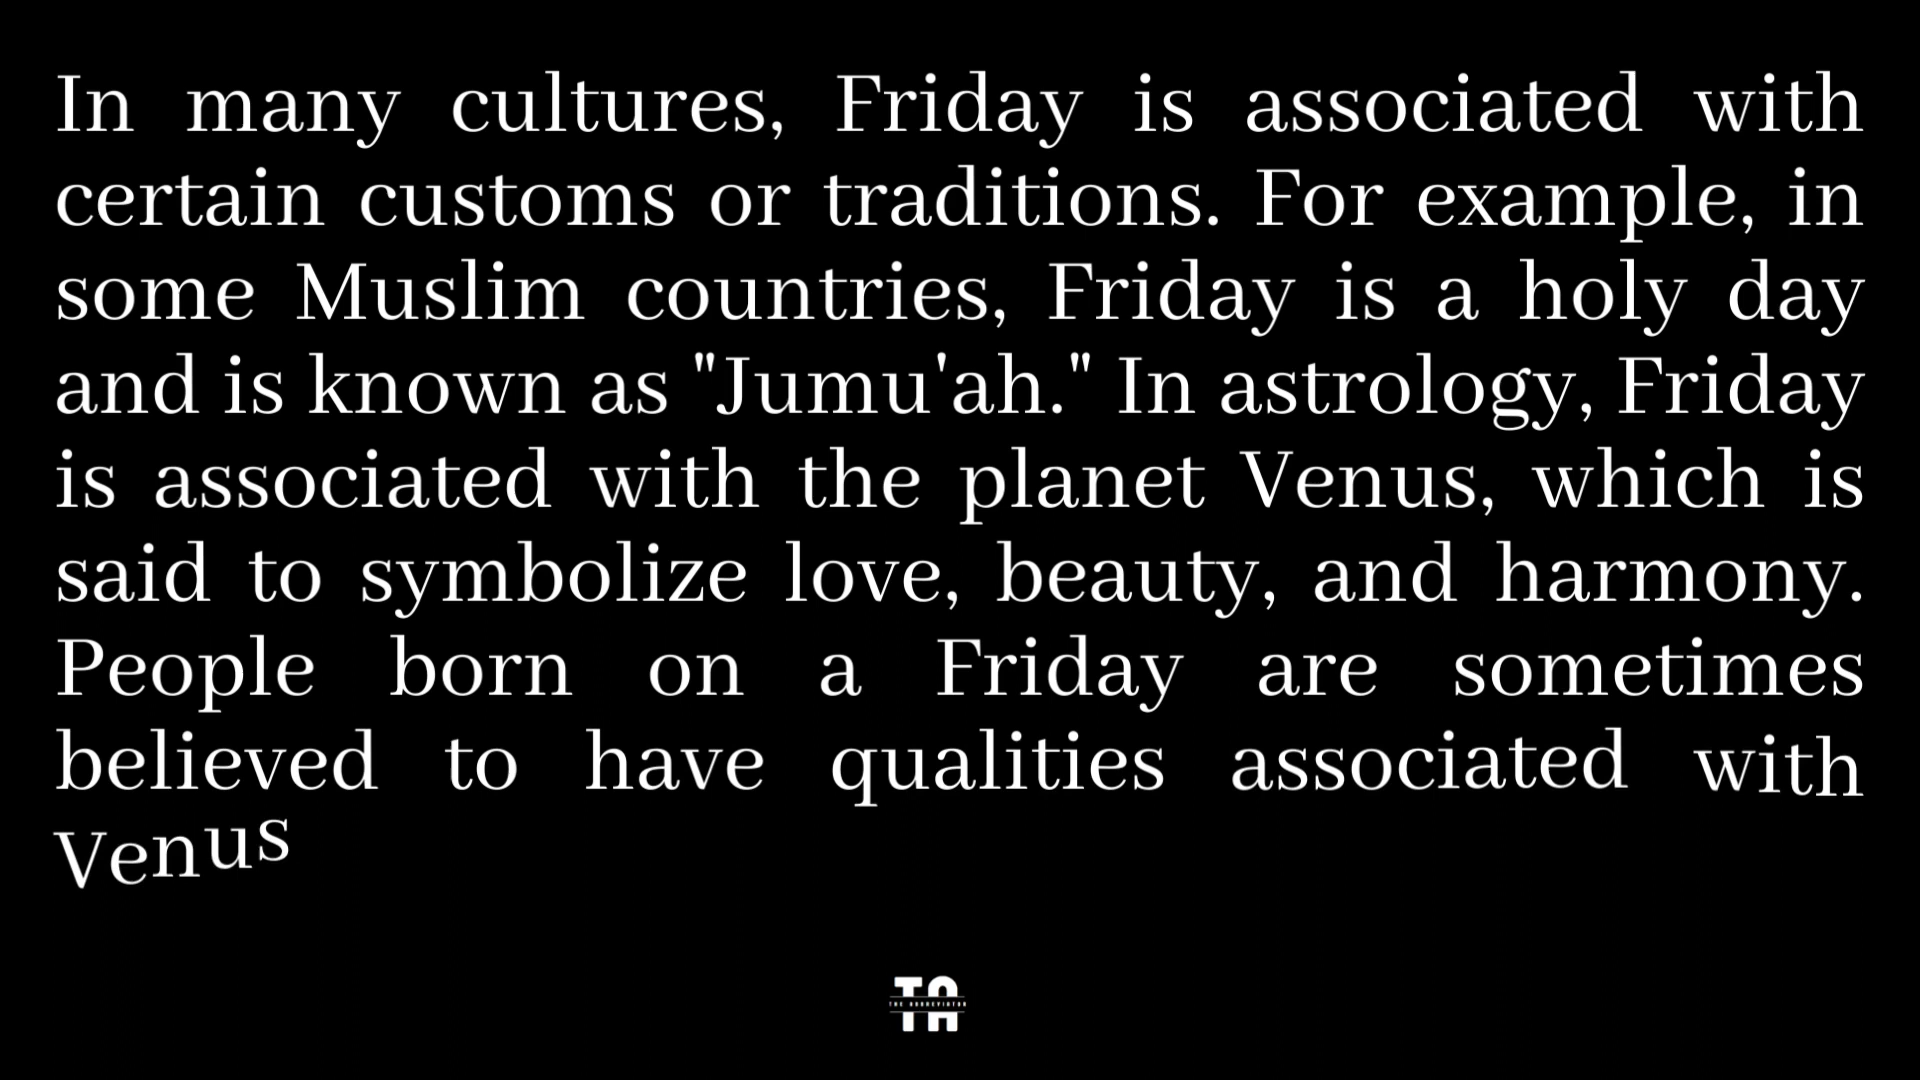 In many cultures, Friday is associated with
certain customs or traditions. For example, in
some Muslim countries, Friday is a holy day
and is known as "Jumu'ah." In astrology, Friday
is associated with the planet Venus, which is
said to symbolize love, beauty, and harmony.
People born on a Friday are sometimes
believed to have qualities associated with
Venus
TA
THE ABBREVIATOR